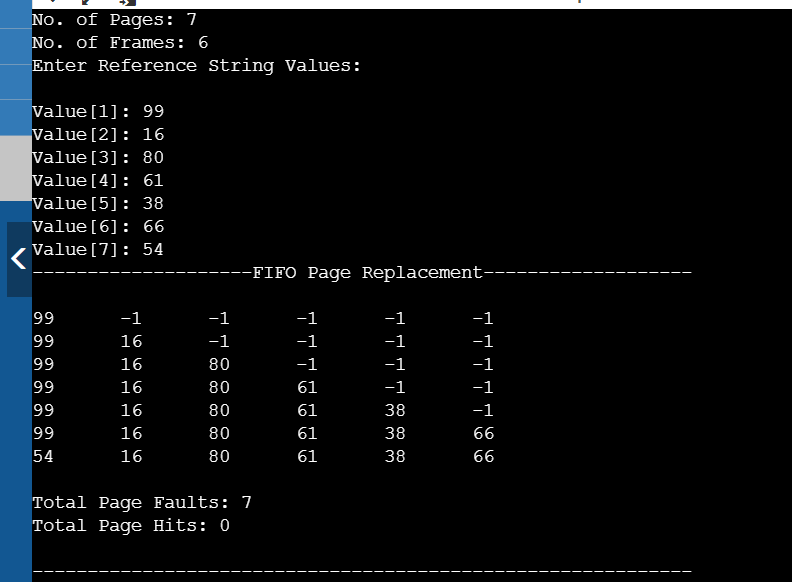 No. of Pages: 7
No. of Frames: 6
Enter Reference String Values:
Value[1]: 99
Value[2]: 16
Value[3]: 80
Value[4]: 61
Value[5]: 38
Value[6]: 66
Value[7]: 54
--------------------FIFO Page Replacement-------------------
99 -1 -1 -1 -1 -1
99 16 -1 -1 -1 -1
99 16 80 -1 -1 -1
99 16 80 61 -1 -1
99 16 80 61 38 -1
99 16 80 61 38 66
54 16 80 61 38 66
Total Page Faults: 7
Total Page Hits: 0
------------------------------------------------------------